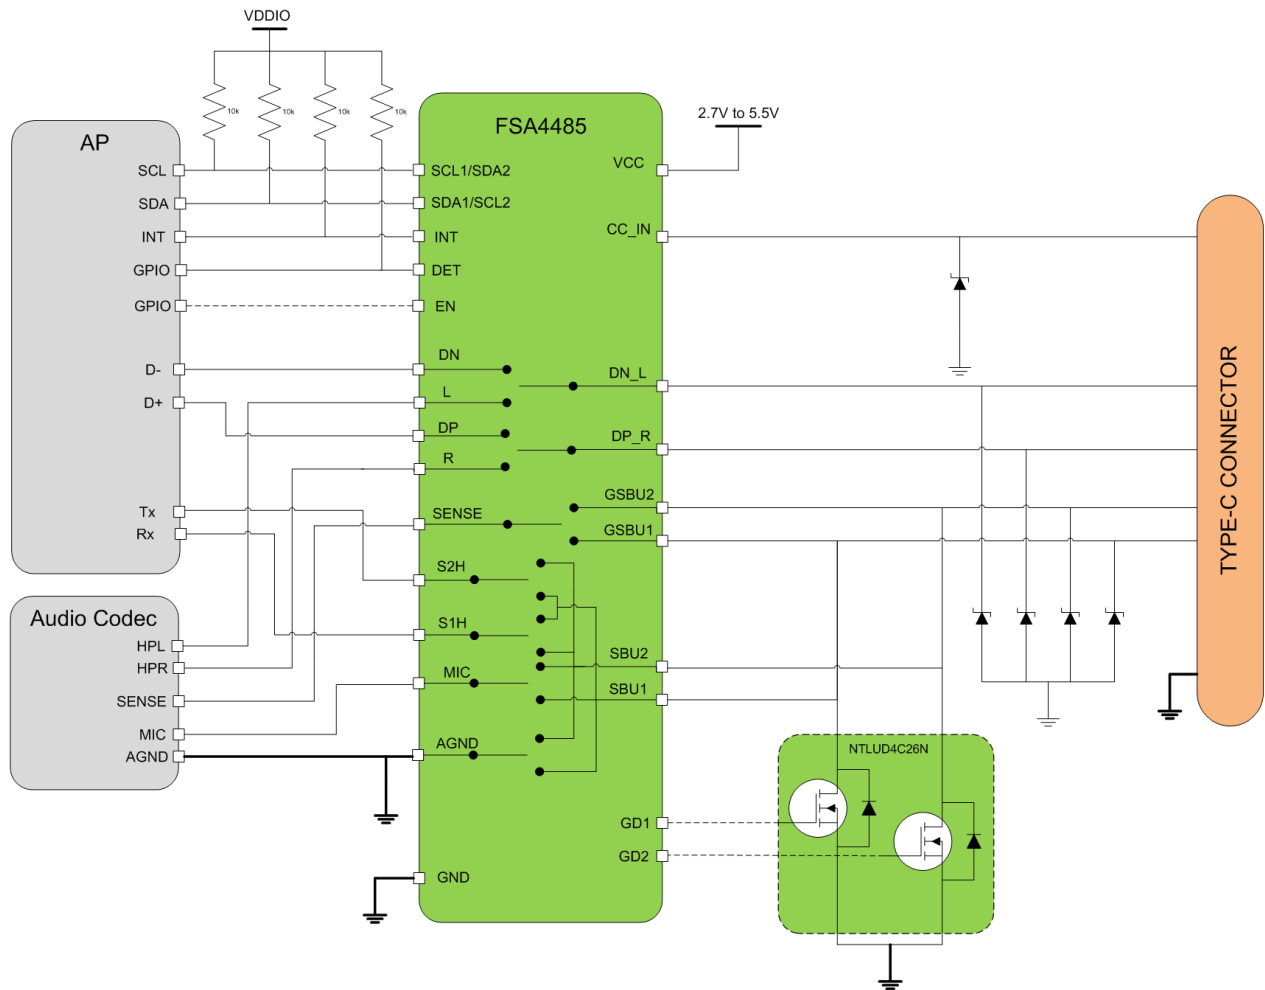 VDDIO
10k
10k
10k
10k
AP
SCL
SDA
INT
GPIO
GPIO
D-
D+
Tx
Rx
Audio Codec
HPL
HPR
SENSE
MIC
AGND
FSA4485
SCL1/SDA2
SDA1/SCL2
INT
DET
EN
DN
L
DP
R
SENSE
S2H
S1H
MIC
AGND
GND
VCC
CC_IN
DN_L
DP_R
GSBU2
GSBU1
SBU2
SBU1
GD1
GD2
2.7V to 5.5V
NTLUD4C26N
TYPE-C CONNECTOR